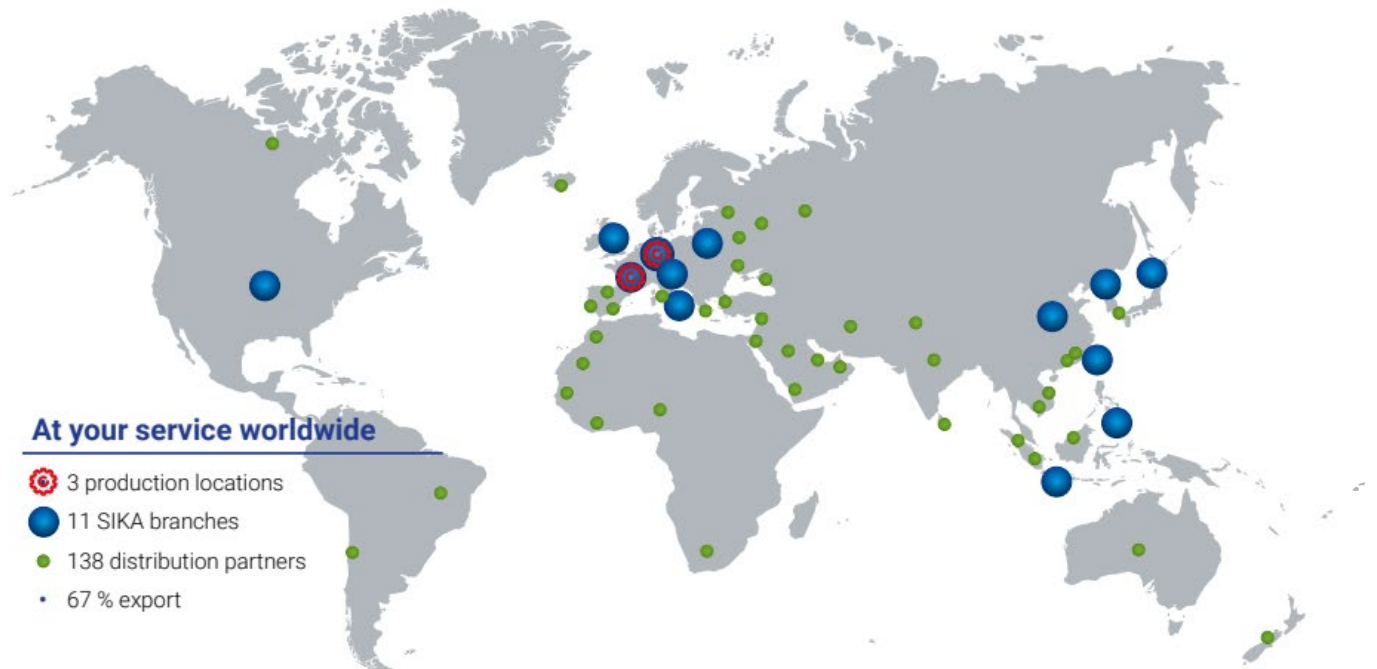 At your service worldwide
3 production locations
11 SIKA branches
138 distribution partners
67 % export